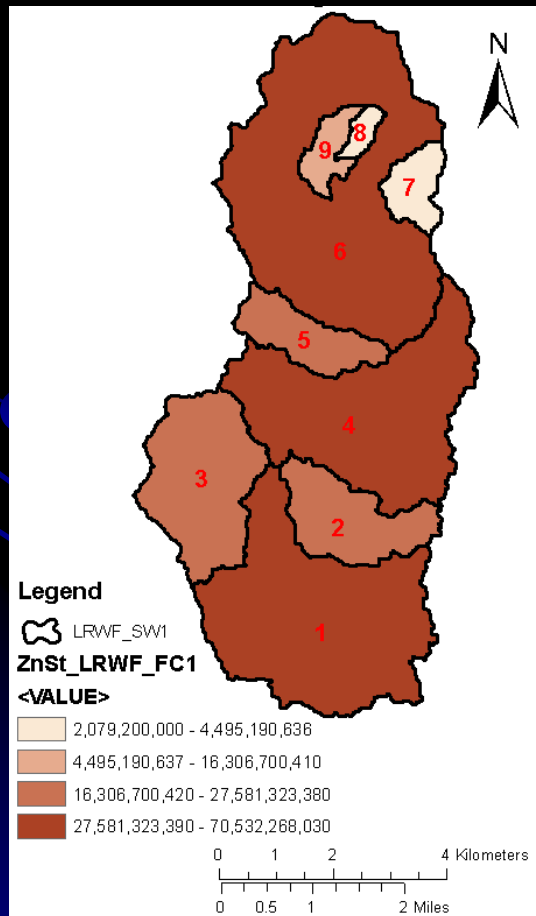 N
8
9
7
6
5
4
3
2
1
Legend
LRWF_SW1
ZnSt_LRWF_FC1
<VALUE>
2,079,200,000 - 4,495,190,636
4,495,190,637 - 16,306,700,410
16,306,700,420 - 27,581,323,380
27,581,323,390 - 70,532,268,030
0 1 2 4 Kilometers
0 0.5 1 2 Miles